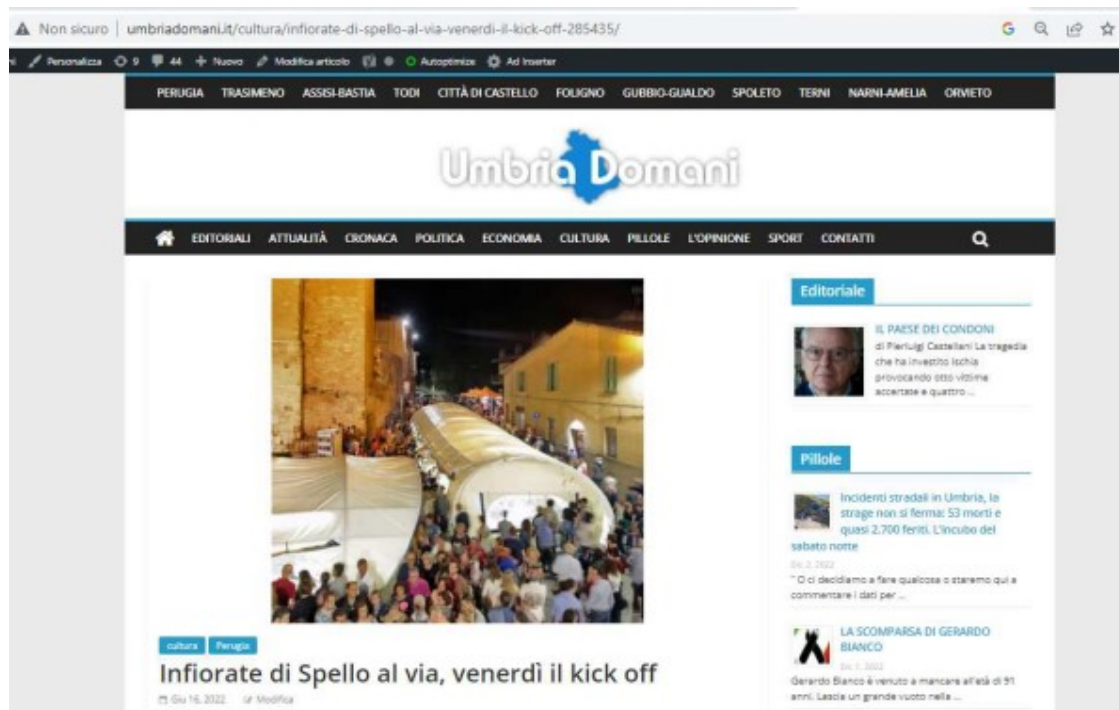 Non sicuro | umbriadomani.it/cultura/infiorate-di-spello-al-via-venerdi-il-kick-off-285435/
Personalizza 9 44 + Nuovo Modifica articolo Autoptimize Ad Inserter
PERUGIA TRASIMENO ASSISI-BASTIA TODI CITTÀ DI CASTELLO FOLIGNO GUBBIO-GUALDO SPOLETO TERNI NARNI-AMELIA ORVIETO
Umbria Domani
EDITORIALI ATTUALITÀ CRONACA POLITICA ECONOMIA CULTURA PILLOLE L'OPINIONE SPORT CONTATTI
cultura Perugia
Infiorate di Spello al via, venerdì il kick off
Giu 16, 2022 Modifica
Editoriale
IL PAESE DEI CONDONI
di Pierluigi Castellani La tragedia
che ha investito Ischia
provocando otto vittime
accertate e quattro ...
Pillole
Incidenti stradali in Umbria, la
strage non si ferma: 53 morti e
quasi 2.700 feriti. L'incubo del
sabato notte
Dic 2, 2022
" O ci decidiamo a fare qualcosa o staremo qui a
commentare i dati per ...
LA SCOMPARSA DI GERARDO
BIANCO
Dic 1, 2022
Gerardo Bianco è venuto a mancare all'età di 91
anni. Lascia un grande vuoto nella ...